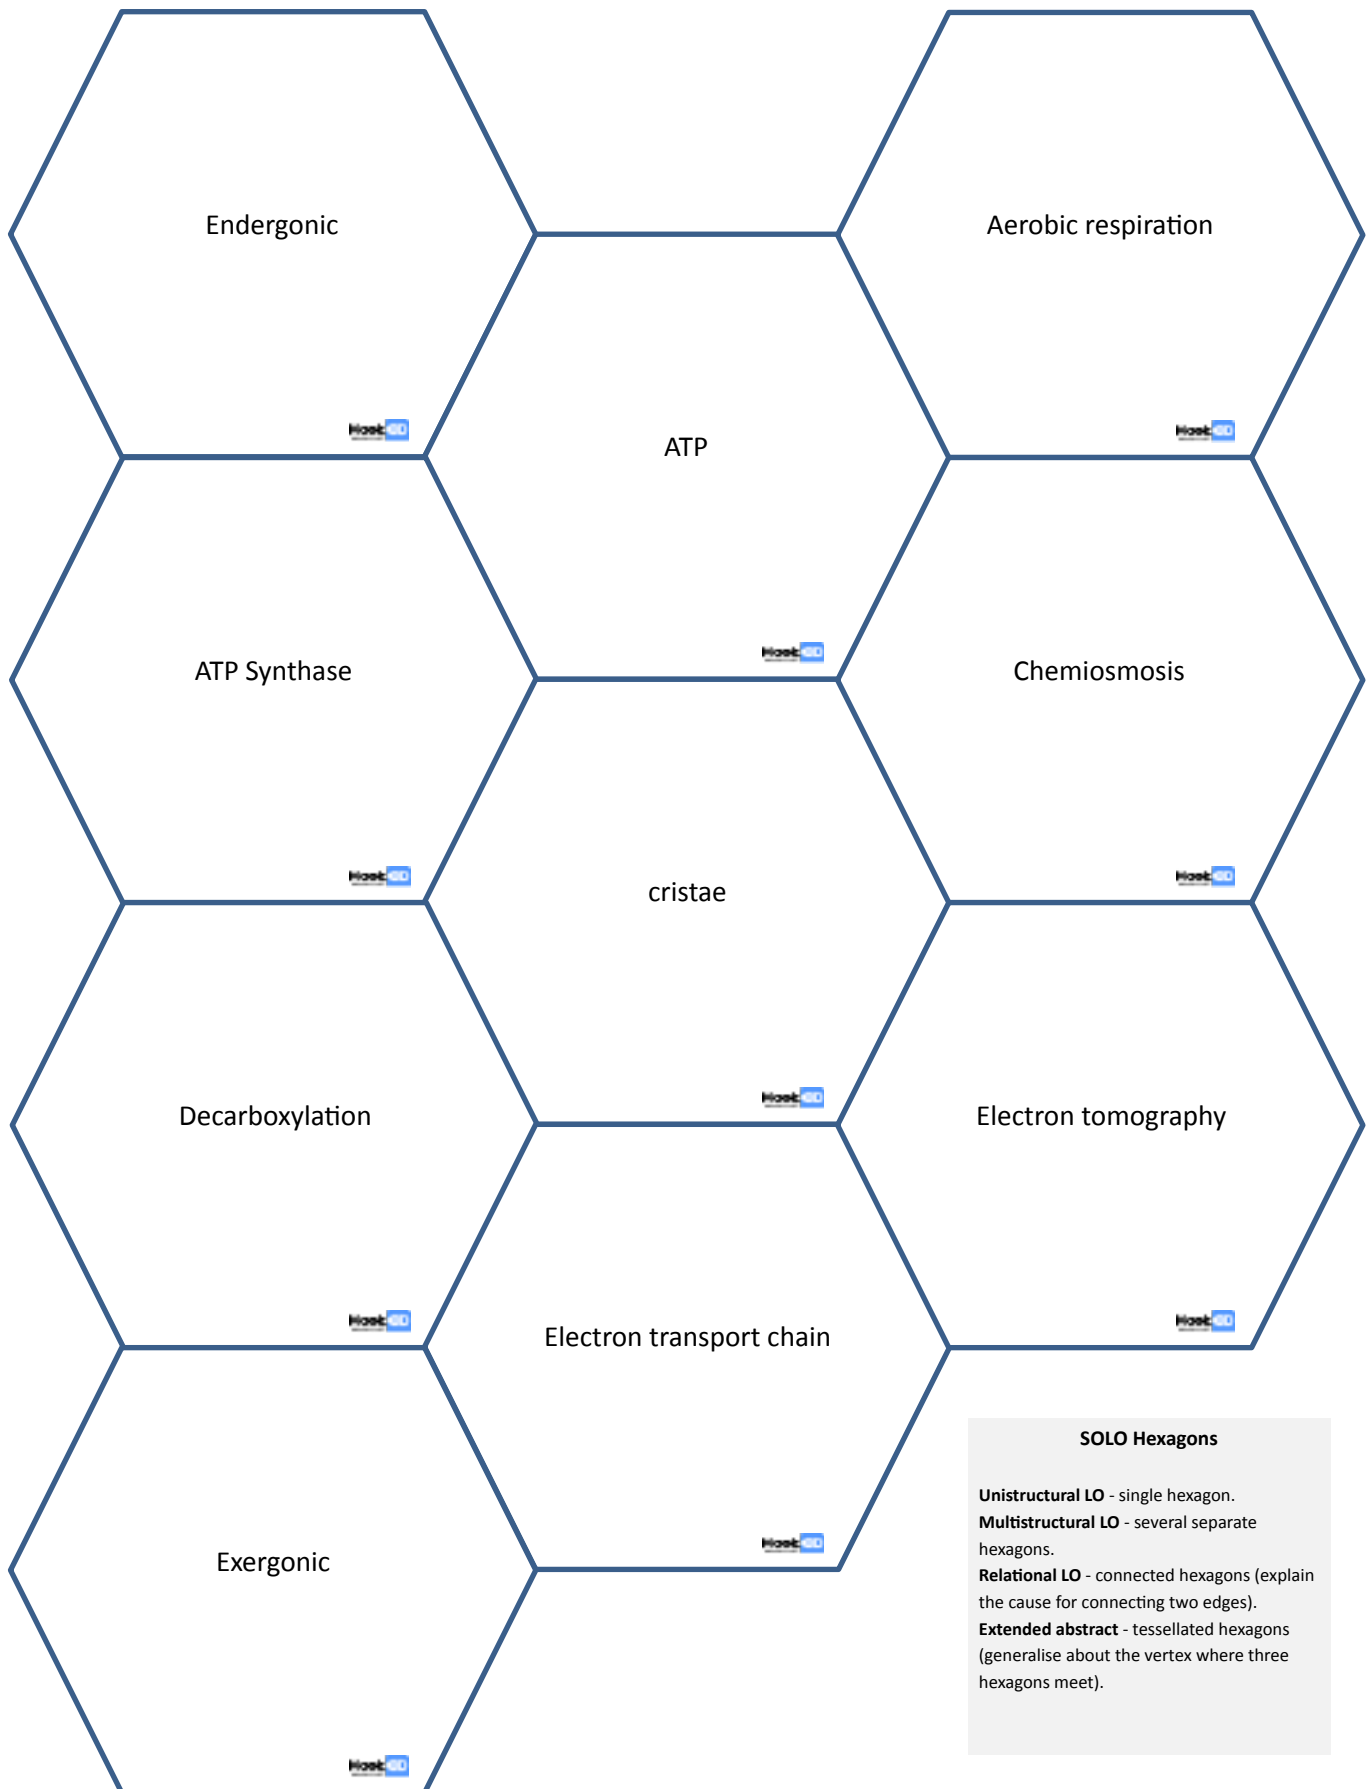 Endergonic
Aerobic respiration
ATP
ATP Synthase
Chemiosmosis
cristae
Decarboxylation
Electron tomography
Electron transport chain
Exergonic
SOLO Hexagons
Unistructural LO - single hexagon.
Multistructural LO - several separate
hexagons.
Relational LO - connected hexagons (explain
the cause for connecting two edges).
Extended abstract - tessellated hexagons
(generalise about the vertex where three
hexagons meet).